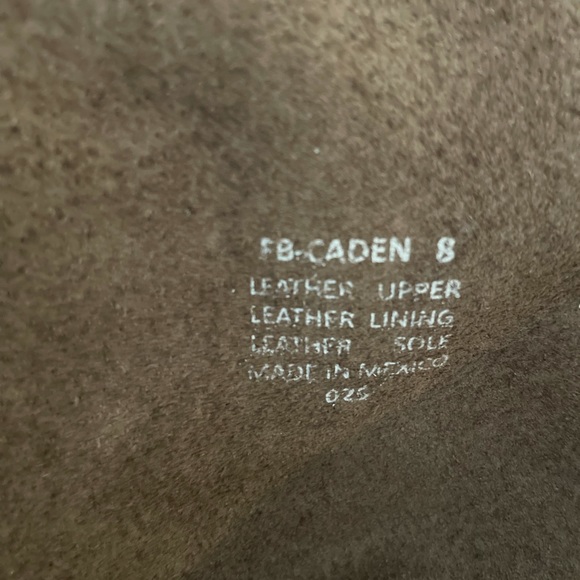 FB-CADEN 8
LEATHER UPPER
LEATHER LINING
LEATHER SOLE
MADE IN MEXICO
025